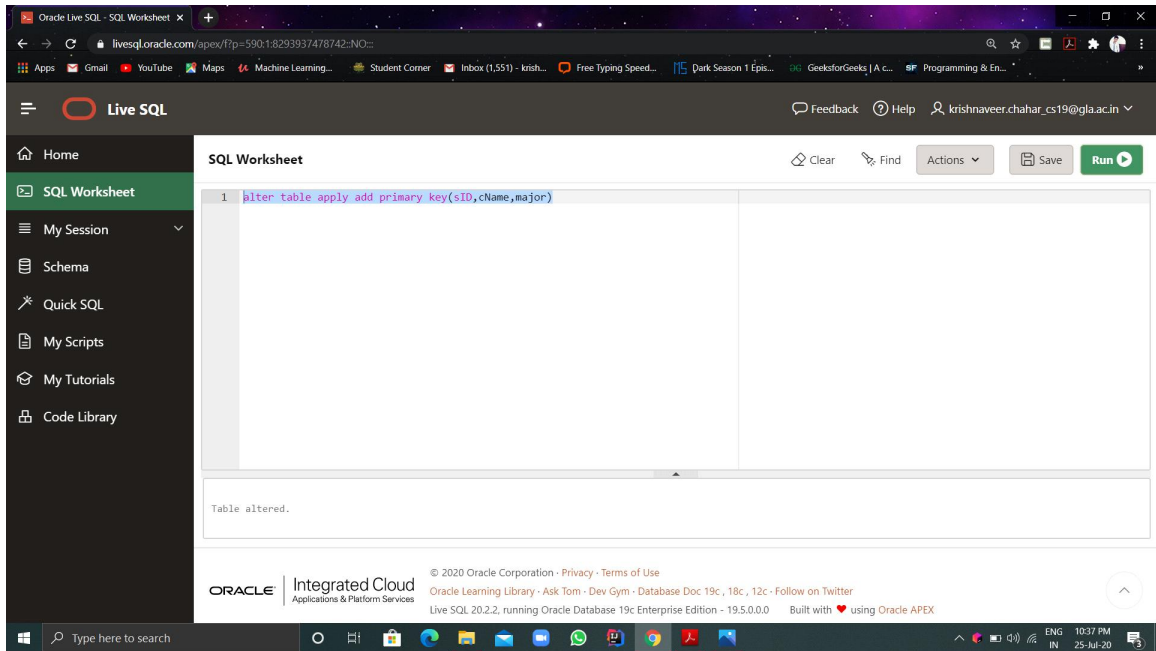 Oracle Live SQL - SQL Worksheet
livesql.oracle.com/apex/f?p=590:1:8293937478742::NO:::
Apps Gmail YouTube Maps Machine Learning... Student Corner Inbox (1,551) - krish... Free Typing Speed... Dark Season 1 Epis... GeeksforGeeks | A c... SF Programming & En... »
Live SQL Feedback Help krishnaveer.chahar_cs19@gla.ac.in
Home
SQL Worksheet
My Session
Schema
Quick SQL
My Scripts
My Tutorials
Code Library
SQL Worksheet Clear Find Actions Save Run
1 alter table apply add primary key(sID,cName,major)
Table altered.
ORACLE Integrated Cloud
Applications & Platform Services
© 2020 Oracle Corporation · Privacy · Terms of Use
Oracle Learning Library · Ask Tom · Dev Gym · Database Doc 19c , 18c , 12c · Follow on Twitter
Live SQL 20.2.2, running Oracle Database 19c Enterprise Edition - 19.5.0.0.0 Built with ❤ using Oracle APEX
Type here to search
ENG 10:37 PM
IN 25-Jul-20
3